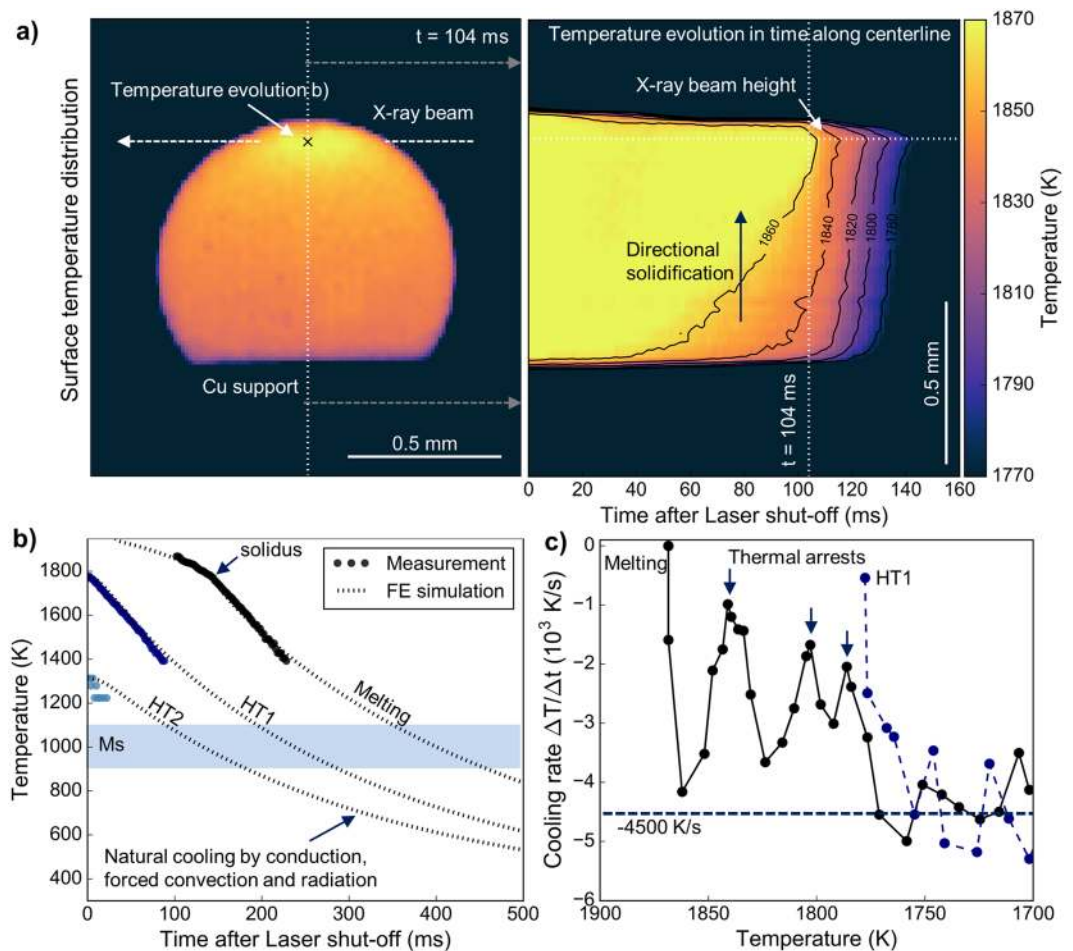 a)
Surface temperature distribution
t = 104 ms
Temperature evolution b)
X-ray beam
Cu support
0.5 mm
Temperature evolution in time along centerline
X-ray beam height
Directional
solidification
1860
1840
1820
1800
1780
t = 104 ms
0.5 mm
0 20 40 60 80 100 120 140 160
Time after Laser shut-off (ms)
1870
1850
1830
1810
1790
1770
Temperature (K)
b)
solidus
Measurement
FE simulation
Melting
HT1
HT2
Ms
Natural cooling by conduction,
forced convection and radiation
1800
1600
1400
1200
1000
800
600
400
Temperature (K)
0 100 200 300 400 500
Time after Laser shut-off (ms)
c)
Melting
Thermal arrests
HT1
-4500 K/s
0
−1
−2
−3
−4
−5
−6
Cooling rate ΔT/Δt (10³ K/s)
1900 1850 1800 1750 1700
Temperature (K)